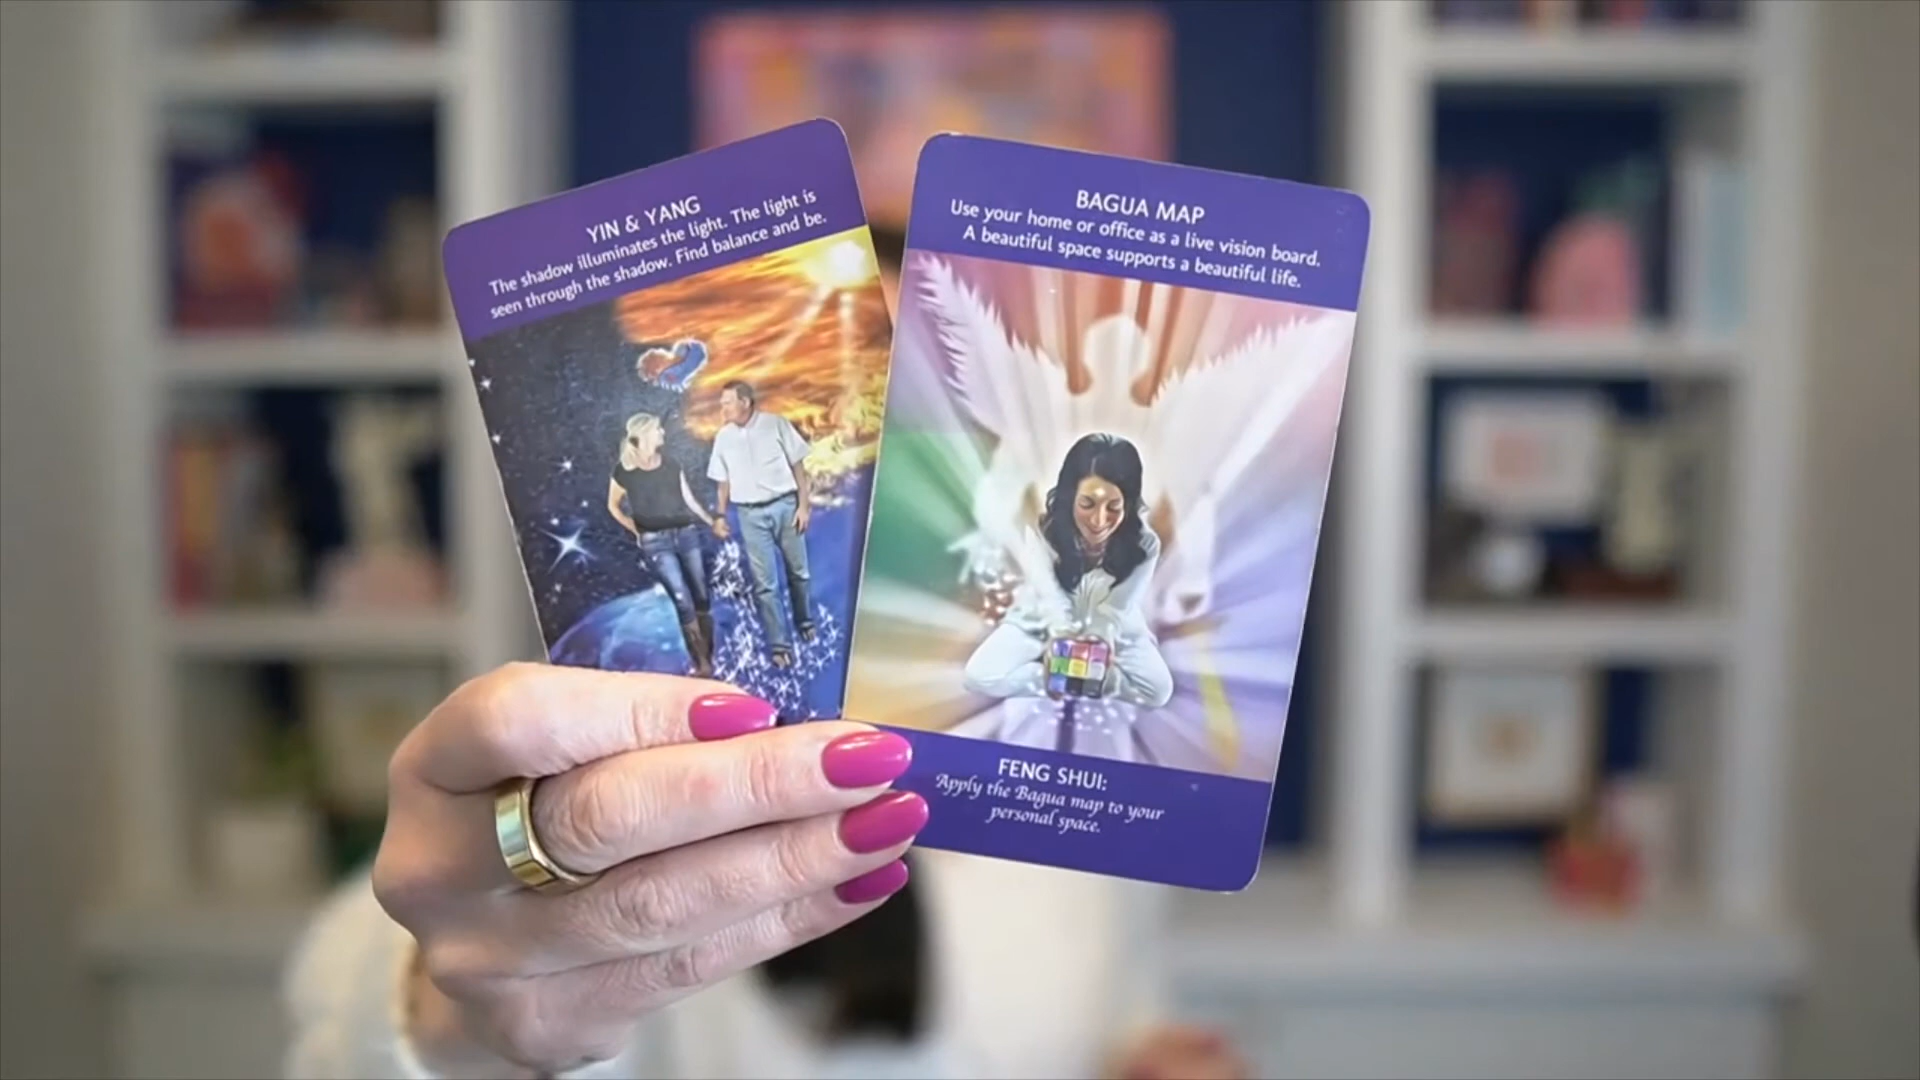 YIN & YANG
The shadow illuminates the light. The light is
seen through the shadow. Find balance and be.
BAGUA MAP
Use your home or office as a live vision board.
A beautiful space supports a beautiful life.
FENG SHUI:
Apply the Bagua map to your
personal space.